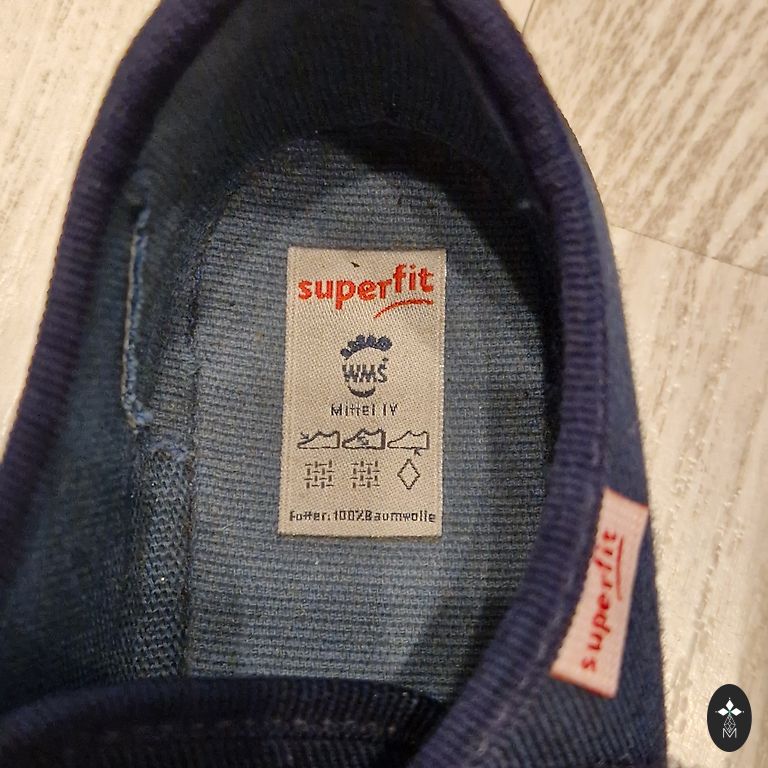 superfit
WMS
Mittel IV
Futter: 100%Baumwolle
superfit
M